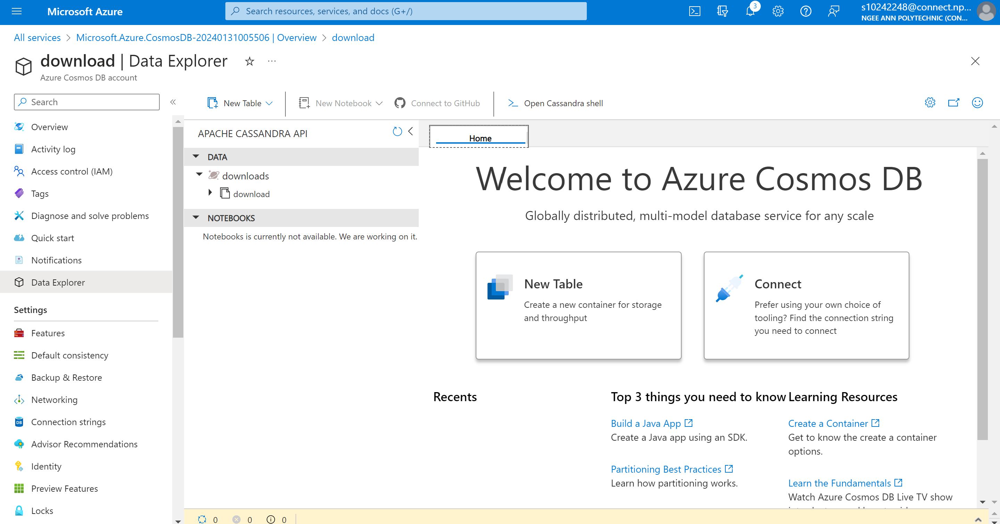 Microsoft Azure
Search resources, services, and docs (G+/)
3
s10242248@connect.np...
NGEE ANN POLYTECHNIC (CON...
All services > Microsoft.Azure.CosmosDB-20240131005506 | Overview > download
download | Data Explorer
...
Azure Cosmos DB account
Search
New Table
New Notebook
Connect to GitHub
Open Cassandra shell
Overview
Activity log
Access control (IAM)
Tags
Diagnose and solve problems
Quick start
Notifications
Data Explorer
Settings
Features
Default consistency
Backup & Restore
Networking
DB
Connection strings
Advisor Recommendations
Identity
Preview Features
Locks
APACHE CASSANDRA API
DATA
downloads
download
NOTEBOOKS
Notebooks is currently not available. We are working on it.
Home
Welcome to Azure Cosmos DB
Globally distributed, multi-model database service for any scale
New Table
Create a new container for storage
and throughput
Connect
Prefer using your own choice of
tooling? Find the connection string
you need to connect
Recents
Top 3 things you need to know
Build a Java App
Create a Java app using an SDK.
Partitioning Best Practices
Learn how partitioning works.
Learning Resources
Create a Container
Get to know the create a container
options.
Learn the Fundamentals
Watch Azure Cosmos DB Live TV show
0
0
0